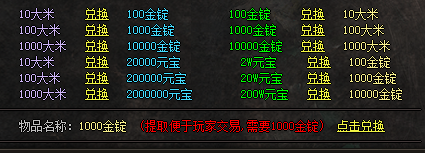 10大米 兑换 100金锭 100金锭 兑换 10大米
100大米 兑换 1000金锭 1000金锭 兑换 100大米
1000大米 兑换 10000金锭 10000金锭 兑换 1000大米
10大米 兑换 20000元宝 2W元宝 兑换 100金锭
100大米 兑换 200000元宝 20W元宝 兑换 1000金锭
1000大米 兑换 2000000元宝 200W元宝 兑换 10000金锭
物品名称: 1000金锭 (提取便于玩家交易,需要1000金锭) 点击兑换